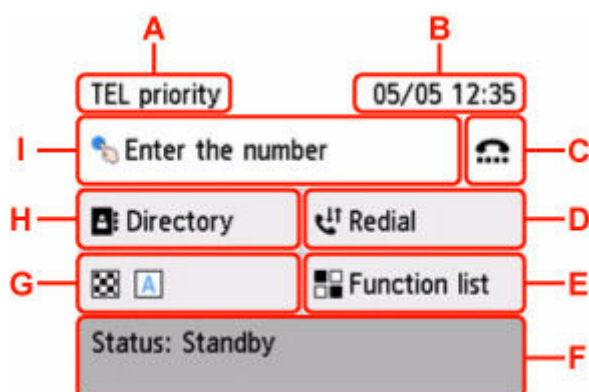 A B
TEL priority 05/05 12:35
I Enter the number C
H Directory Redial D
G A Function list E
Status: Standby F